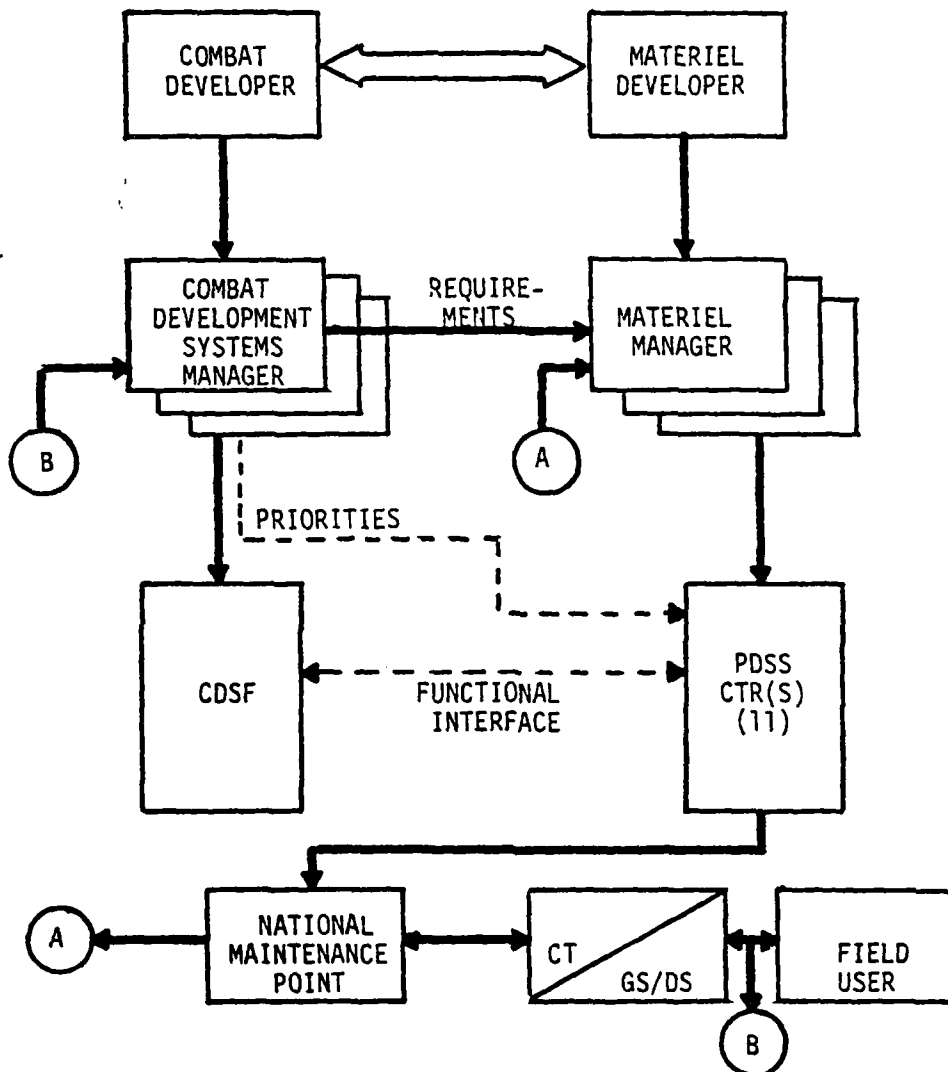 COMBAT
DEVELOPER
MATERIEL
DEVELOPER
COMBAT
DEVELOPMENT
SYSTEMS
MANAGER
REQUIRE-
MENTS
MATERIEL
MANAGER
B
A
PRIORITIES
CDSF
FUNCTIONAL
INTERFACE
PDSS
CTR(S)
(11)
A
NATIONAL
MAINTENANCE
POINT
CT
GS/DS
FIELD
USER
B